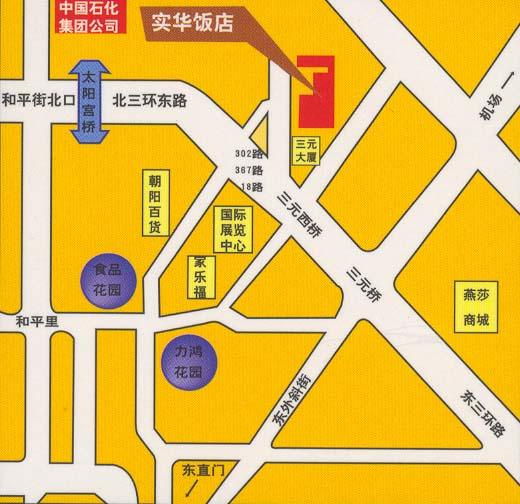 中国石化
集团公司
实华饭店
太阳宫桥
和平街北口
北三环东路
机场
三元
大厦
302路
367路
18路
朝阳百货
国际
展览
中心
三元西桥
家乐福
三元桥
食品
花园
燕莎
商城
和平里
力鸿
花园
东外斜街
东三环路
东直门